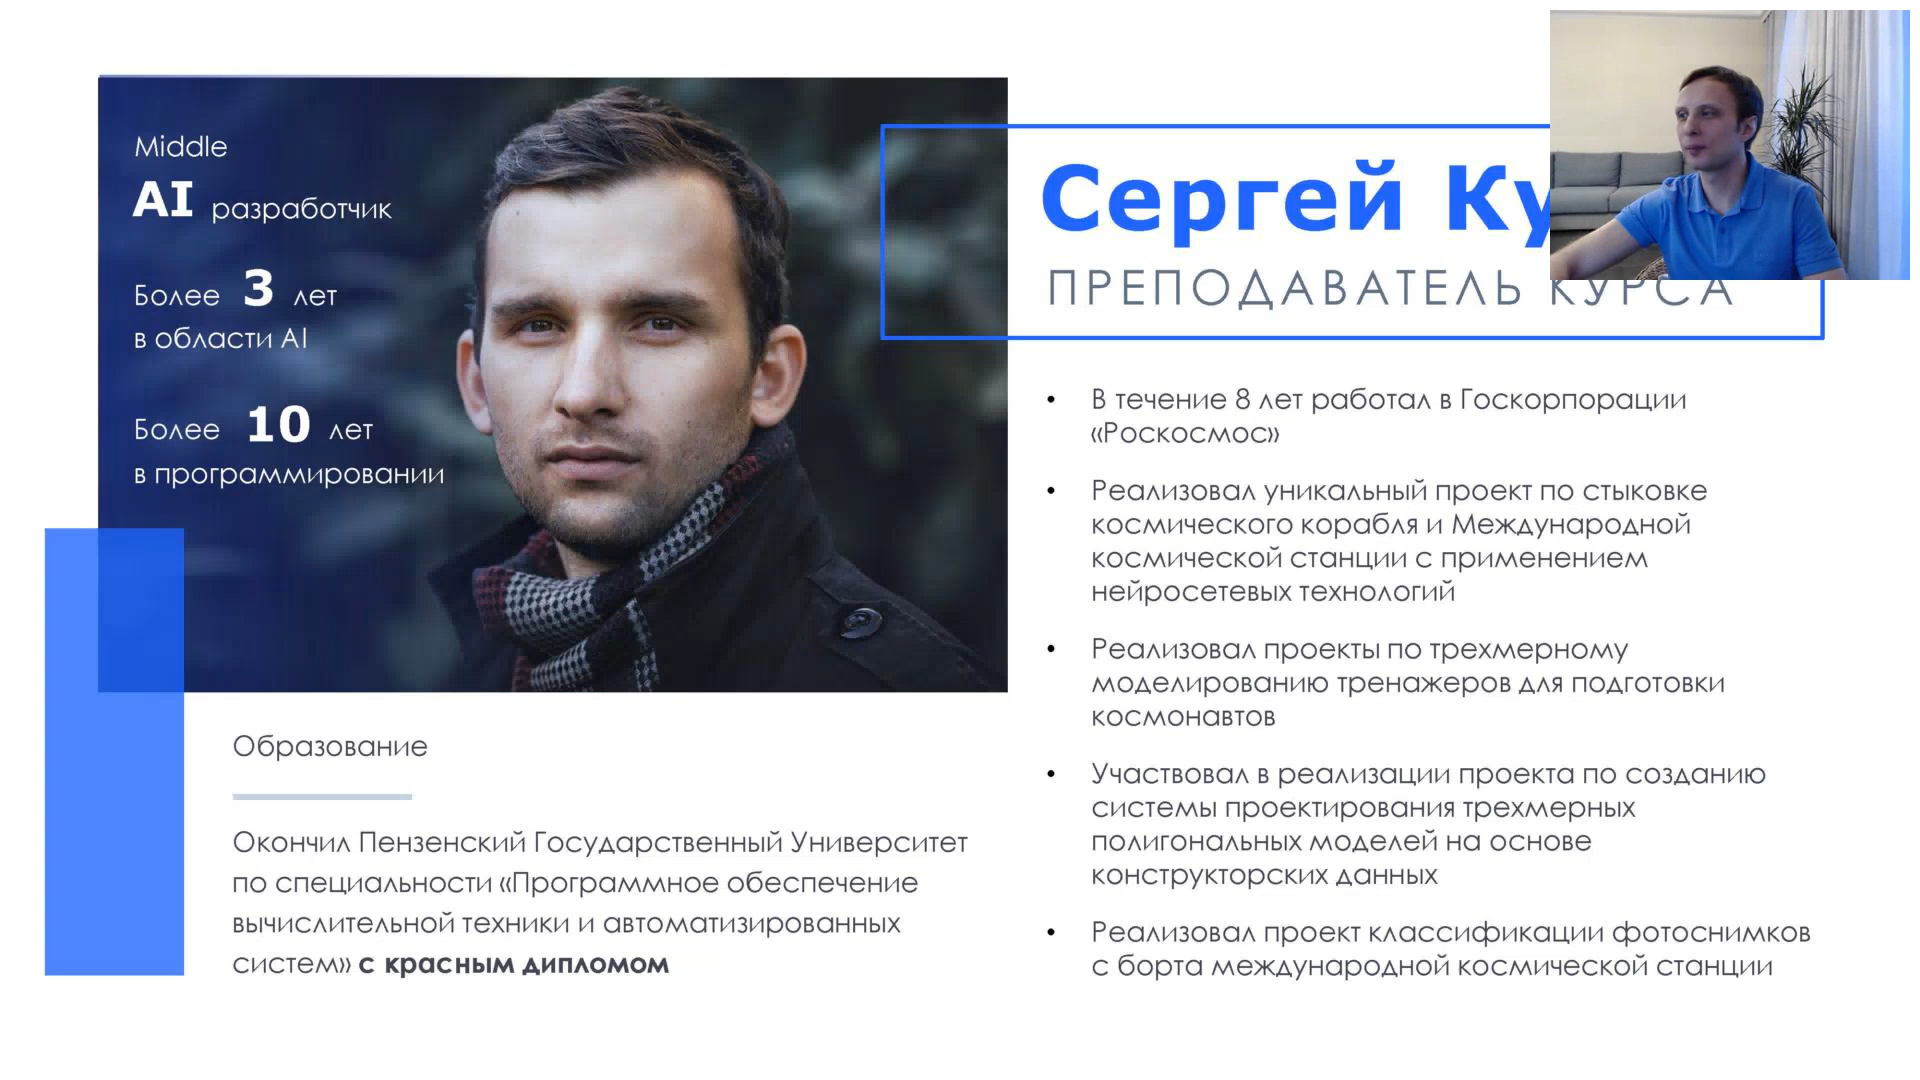 Middle
AI разработчик
Более 3 лет
в области AI
Более 10 лет
в программировании
Сергей
ПРЕПОДАВАТЕЛЬ КУРСА
• В течение 8 лет работал в Госкорпорации
«Роскосмос»
• Реализовал уникальный проект по стыковке
космического корабля и Международной
космической станции с применением
нейросетевых технологий
• Реализовал проекты по трехмерному
моделированию тренажеров для подготовки
космонавтов
• Участвовал в реализации проекта по созданию
системы проектирования трехмерных
полигональных моделей на основе
конструкторских данных
• Реализовал проект классификации фотоснимков
с борта международной космической станции
Образование
Окончил Пензенский Государственный Университет
по специальности «Программное обеспечение
вычислительной техники и автоматизированных
систем» с красным дипломом